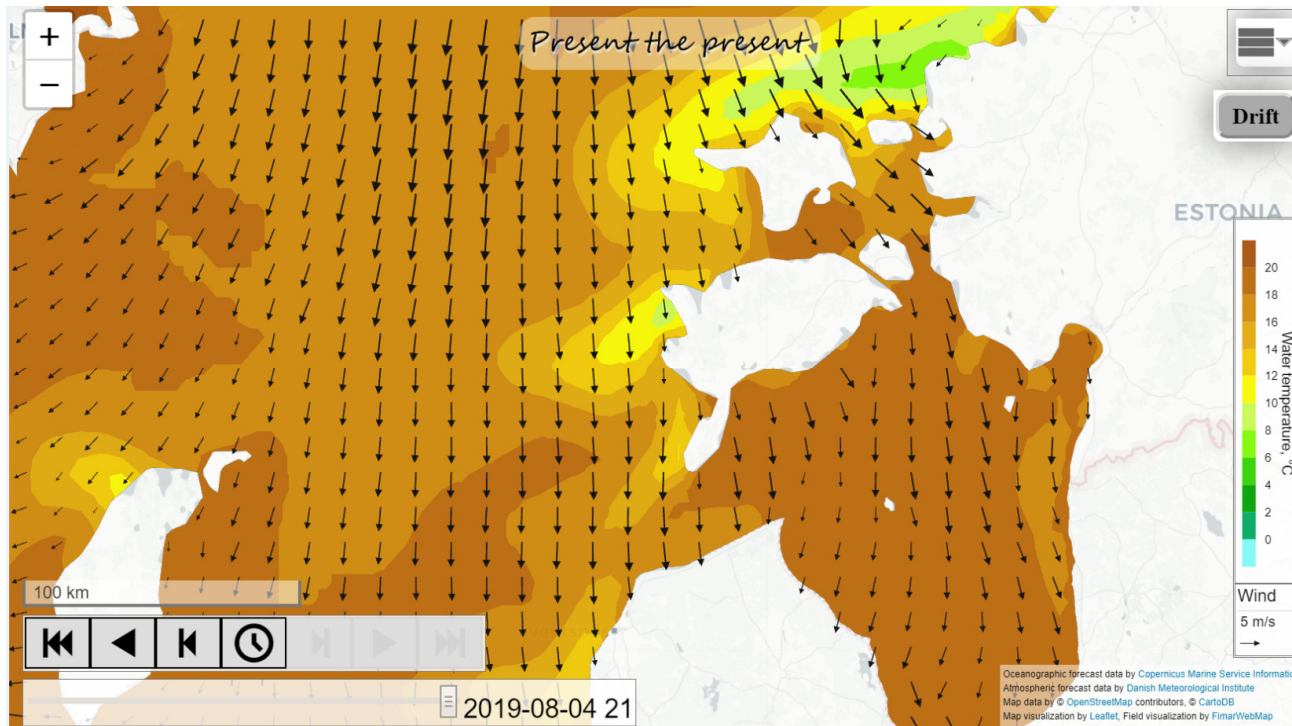 +
−
Present the present
Drift
ESTONIA
20
18
16
14
12
10
8
6
4
2
0
Water temperature, °C
Wind
5 m/s
100 km
2019-08-04 21
Oceanographic forecast data by Copernicus Marine Service Informatio
Atmospheric forecast data by Danish Meteorological Institute
Map data by © OpenStreetMap contributors, © CartoDB
Map visualization by Leaflet, Field visualization by FimarWebMap